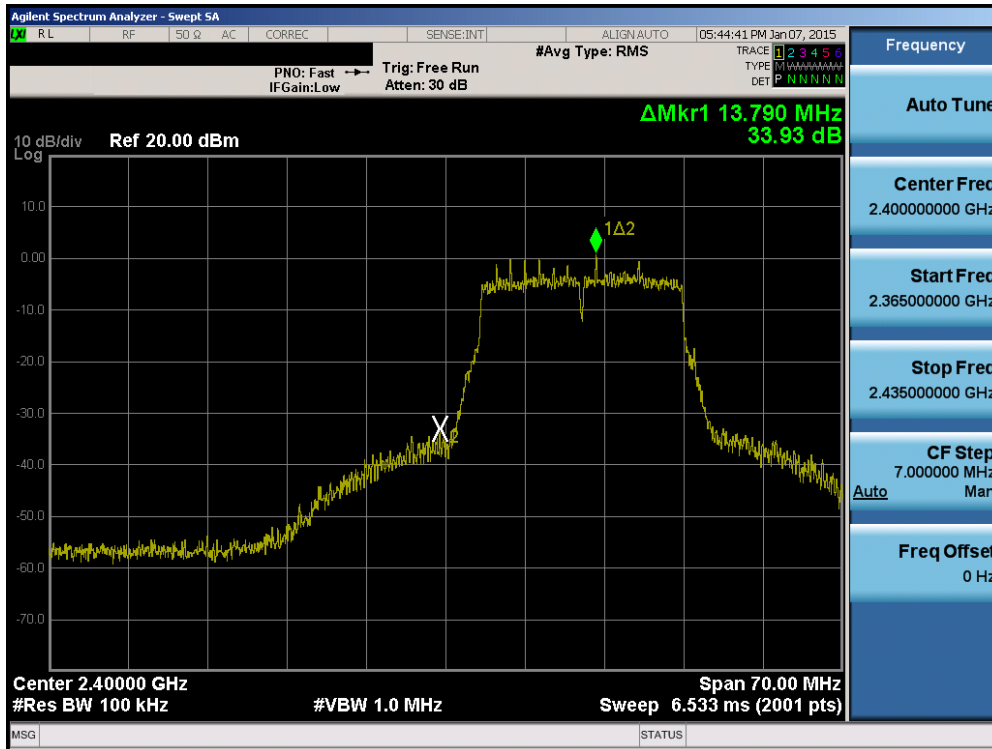 Agilent Spectrum Analyzer - Swept SA
LXI RL RF 50 Ω AC CORREC SENSE:INT ALIGN AUTO 05:44:41 PM Jan 07, 2015
#Avg Type: RMS TRACE 1 2 3 4 5 6
PNO: Fast Trig: Free Run TYPE M WWWWW
IFGain:Low Atten: 30 dB DET P N N N N N
Frequency
Auto Tune
ΔMkr1 13.790 MHz
33.93 dB
10 dB/div Ref 20.00 dBm
Log
Center Freq
2.400000000 GHz
10.0
1Δ2
0.00
Start Freq
2.365000000 GHz
-10.0
-20.0
Stop Freq
2.435000000 GHz
-30.0
X2
-40.0
CF Step
7.000000 MHz
Auto Man
-50.0
-60.0
Freq Offset
0 Hz
-70.0
Center 2.40000 GHz Span 70.00 MHz
#Res BW 100 kHz #VBW 1.0 MHz Sweep 6.533 ms (2001 pts)
MSG STATUS